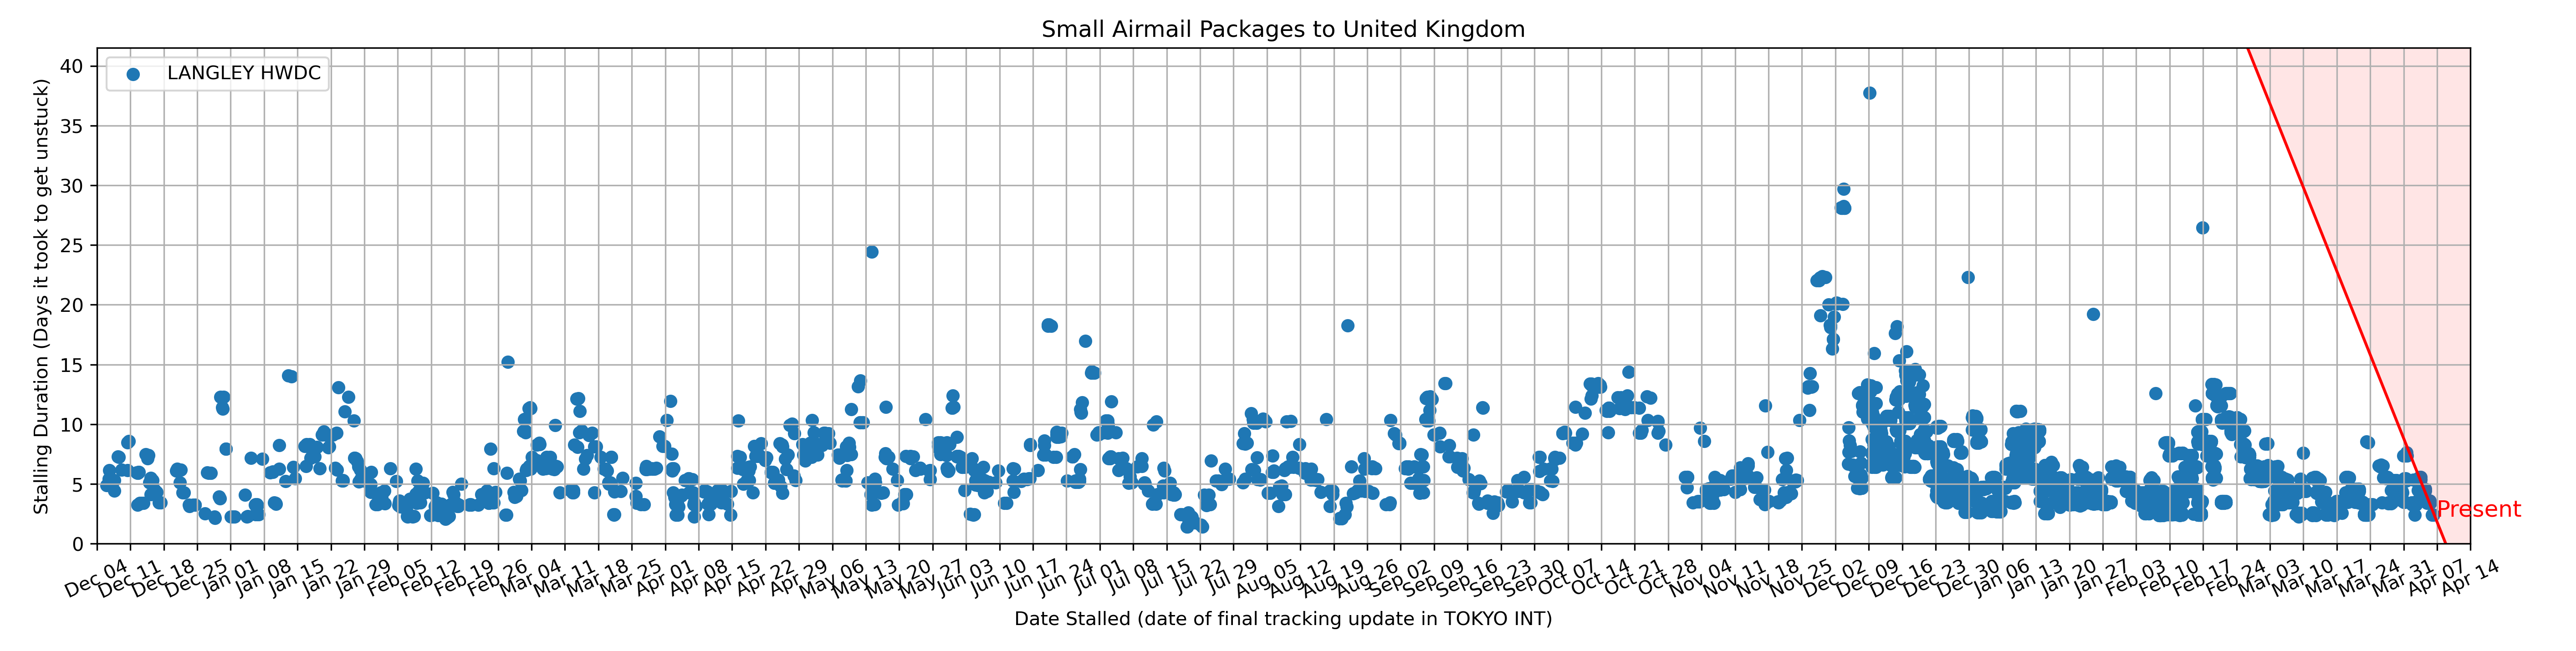 Small Airmail Packages to United Kingdom
LANGLEY HWDC
Stalling Duration (Days it took to get unstuck)
40
35
30
25
20
15
10
5
0
Present
Dec 04
Dec 11
Dec 18
Dec 25
Jan 01
Jan 08
Jan 15
Jan 22
Jan 29
Feb 05
Feb 12
Feb 19
Feb 26
Mar 04
Mar 11
Mar 18
Mar 25
Apr 01
Apr 08
Apr 15
Apr 22
Apr 29
May 06
May 13
May 20
May 27
Jun 03
Jun 10
Jun 17
Jun 24
Jul 01
Jul 08
Jul 15
Jul 22
Jul 29
Aug 05
Aug 12
Aug 19
Aug 26
Sep 02
Sep 09
Sep 16
Sep 23
Sep 30
Oct 07
Oct 14
Oct 21
Oct 28
Nov 04
Nov 11
Nov 18
Nov 25
Dec 02
Dec 09
Dec 16
Dec 23
Dec 30
Jan 06
Jan 13
Jan 20
Jan 27
Feb 03
Feb 10
Feb 17
Feb 24
Mar 03
Mar 10
Mar 17
Mar 24
Mar 31
Apr 07
Apr 14
Date Stalled (date of final tracking update in TOKYO INT)